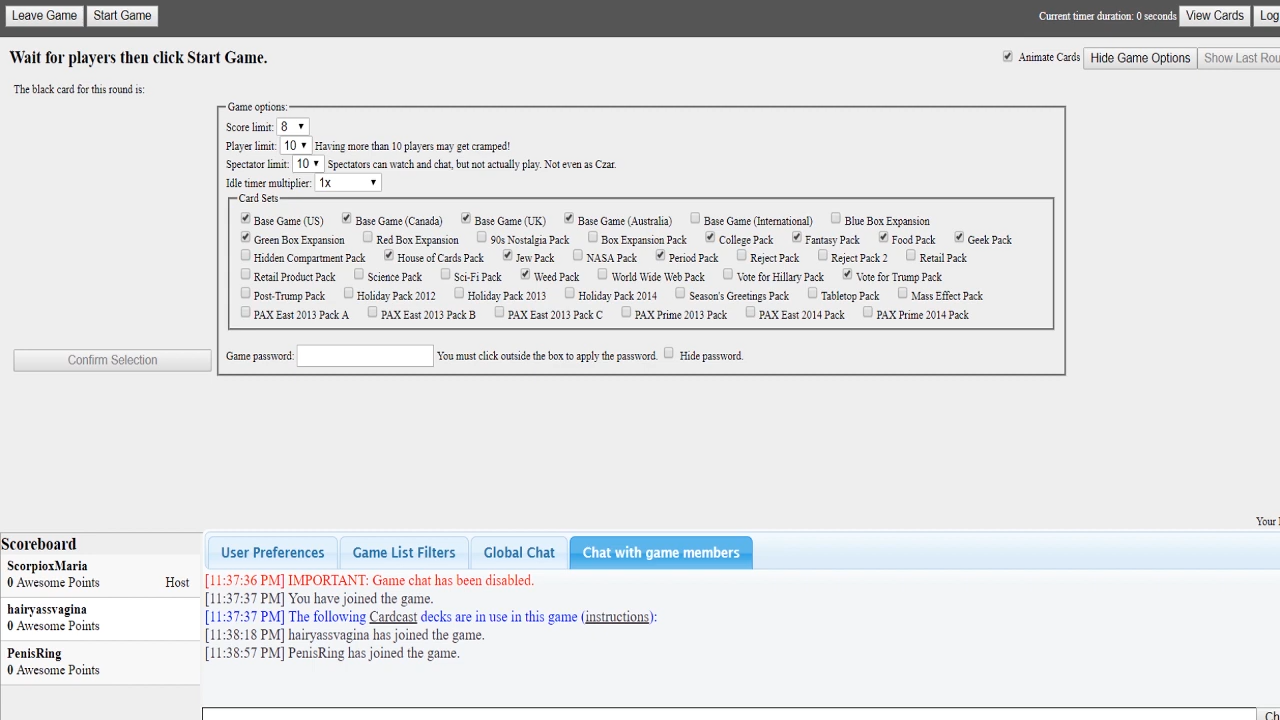 Leave Game Start Game Current timer duration: 0 seconds View Cards Log
Wait for players then click Start Game. Animate Cards Hide Game Options Show Last Rou
The black card for this round is:
Game options:
Score limit: 8
Player limit: 10 Having more than 10 players may get cramped!
Spectator limit: 10 Spectators can watch and chat, but not actually play. Not even as Czar.
Idle timer multiplier: 1x
Card Sets
Base Game (US) Base Game (Canada) Base Game (UK) Base Game (Australia) Base Game (International) Blue Box Expansion
Green Box Expansion Red Box Expansion 90s Nostalgia Pack Box Expansion Pack College Pack Fantasy Pack Food Pack Geek Pack
Hidden Compartment Pack House of Cards Pack Jew Pack NASA Pack Period Pack Reject Pack Reject Pack 2 Retail Pack
Retail Product Pack Science Pack Sci-Fi Pack Weed Pack World Wide Web Pack Vote for Hillary Pack Vote for Trump Pack
Post-Trump Pack Holiday Pack 2012 Holiday Pack 2013 Holiday Pack 2014 Season's Greetings Pack Tabletop Pack Mass Effect Pack
PAX East 2013 Pack A PAX East 2013 Pack B PAX East 2013 Pack C PAX Prime 2013 Pack PAX East 2014 Pack PAX Prime 2014 Pack
Game password: You must click outside the box to apply the password. Hide password.
Confirm Selection
Your
Scoreboard
ScorpioxMaria
0 Awesome Points Host
hairyassvagina
0 Awesome Points
PenisRing
0 Awesome Points
User Preferences Game List Filters Global Chat Chat with game members
[11:37:36 PM] IMPORTANT: Game chat has been disabled.
[11:37:37 PM] You have joined the game.
[11:37:37 PM] The following Cardcast decks are in use in this game (instructions):
[11:38:18 PM] hairyassvagina has joined the game.
[11:38:57 PM] PenisRing has joined the game.
Ch